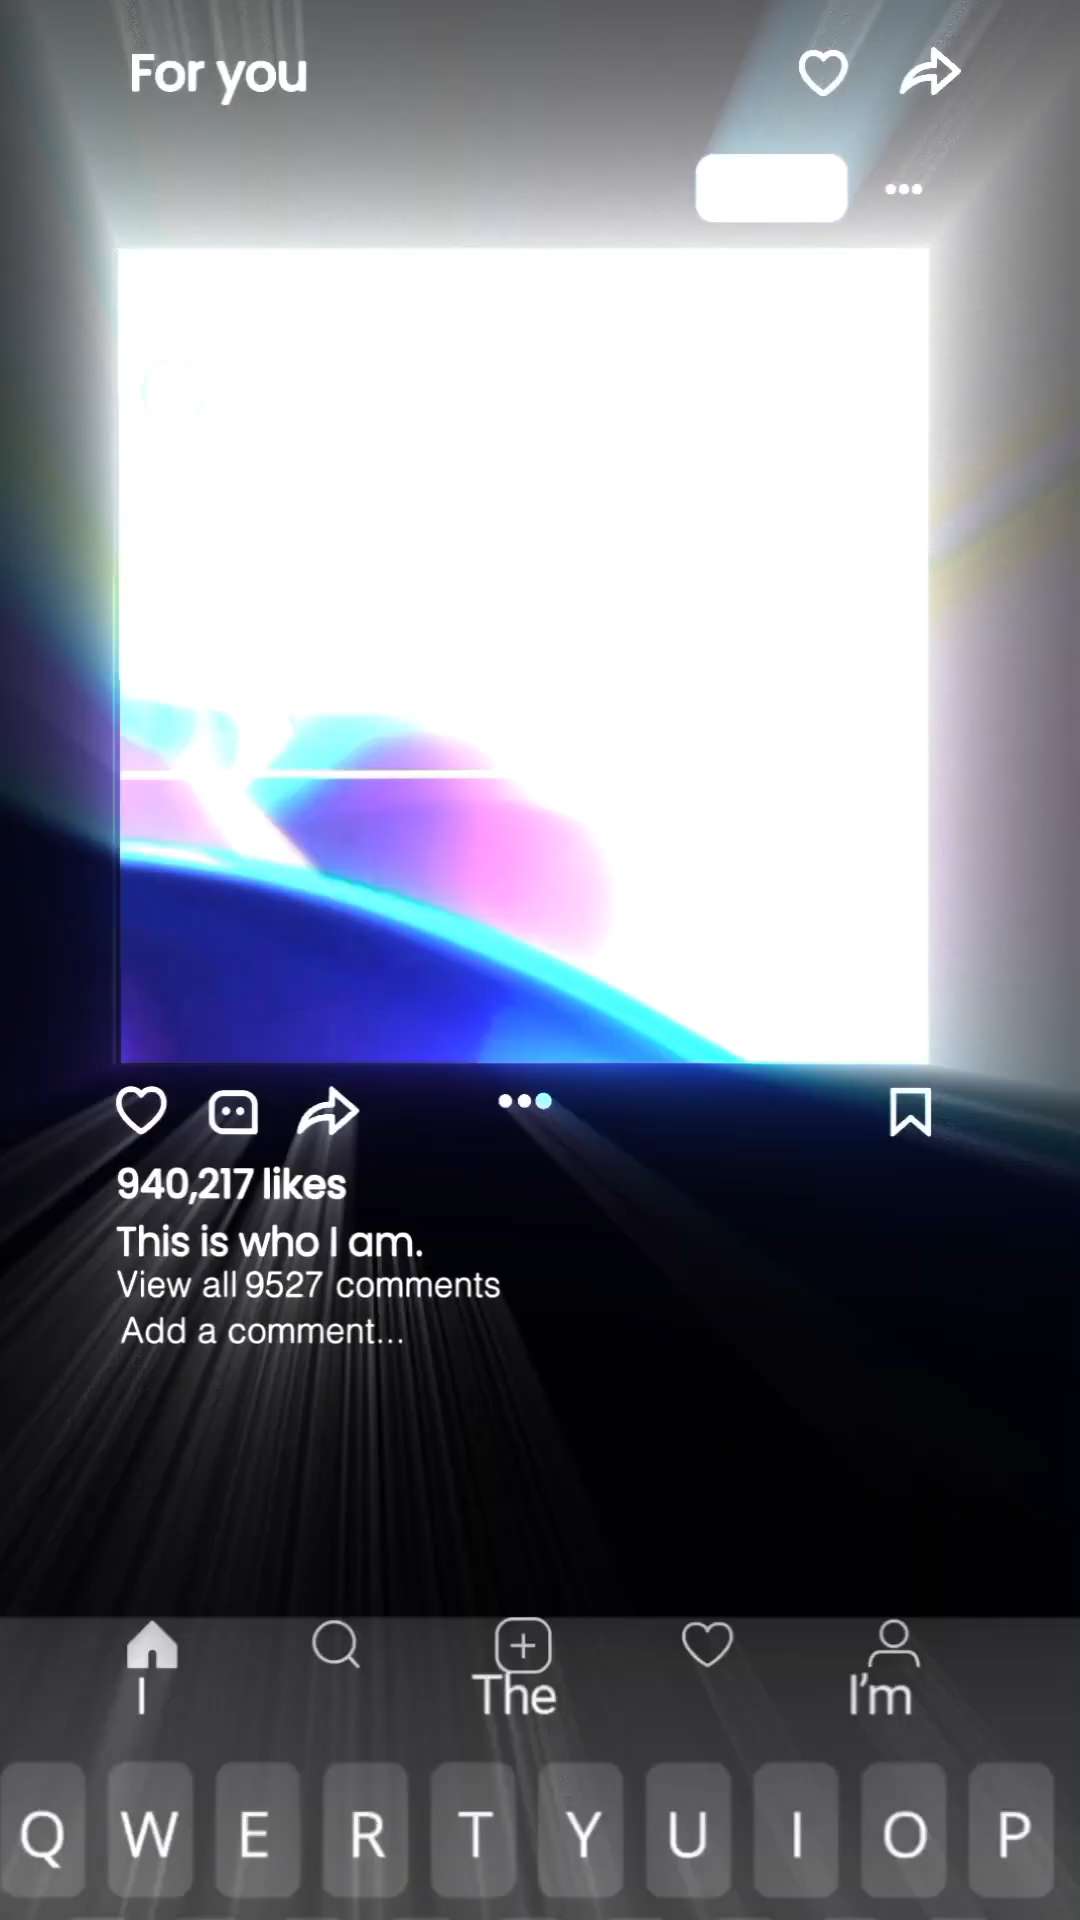 For you
940,217 likes
This is who I am.
View all 9527 comments
Add a comment...
I The I'm
Q W E R T Y U I O P